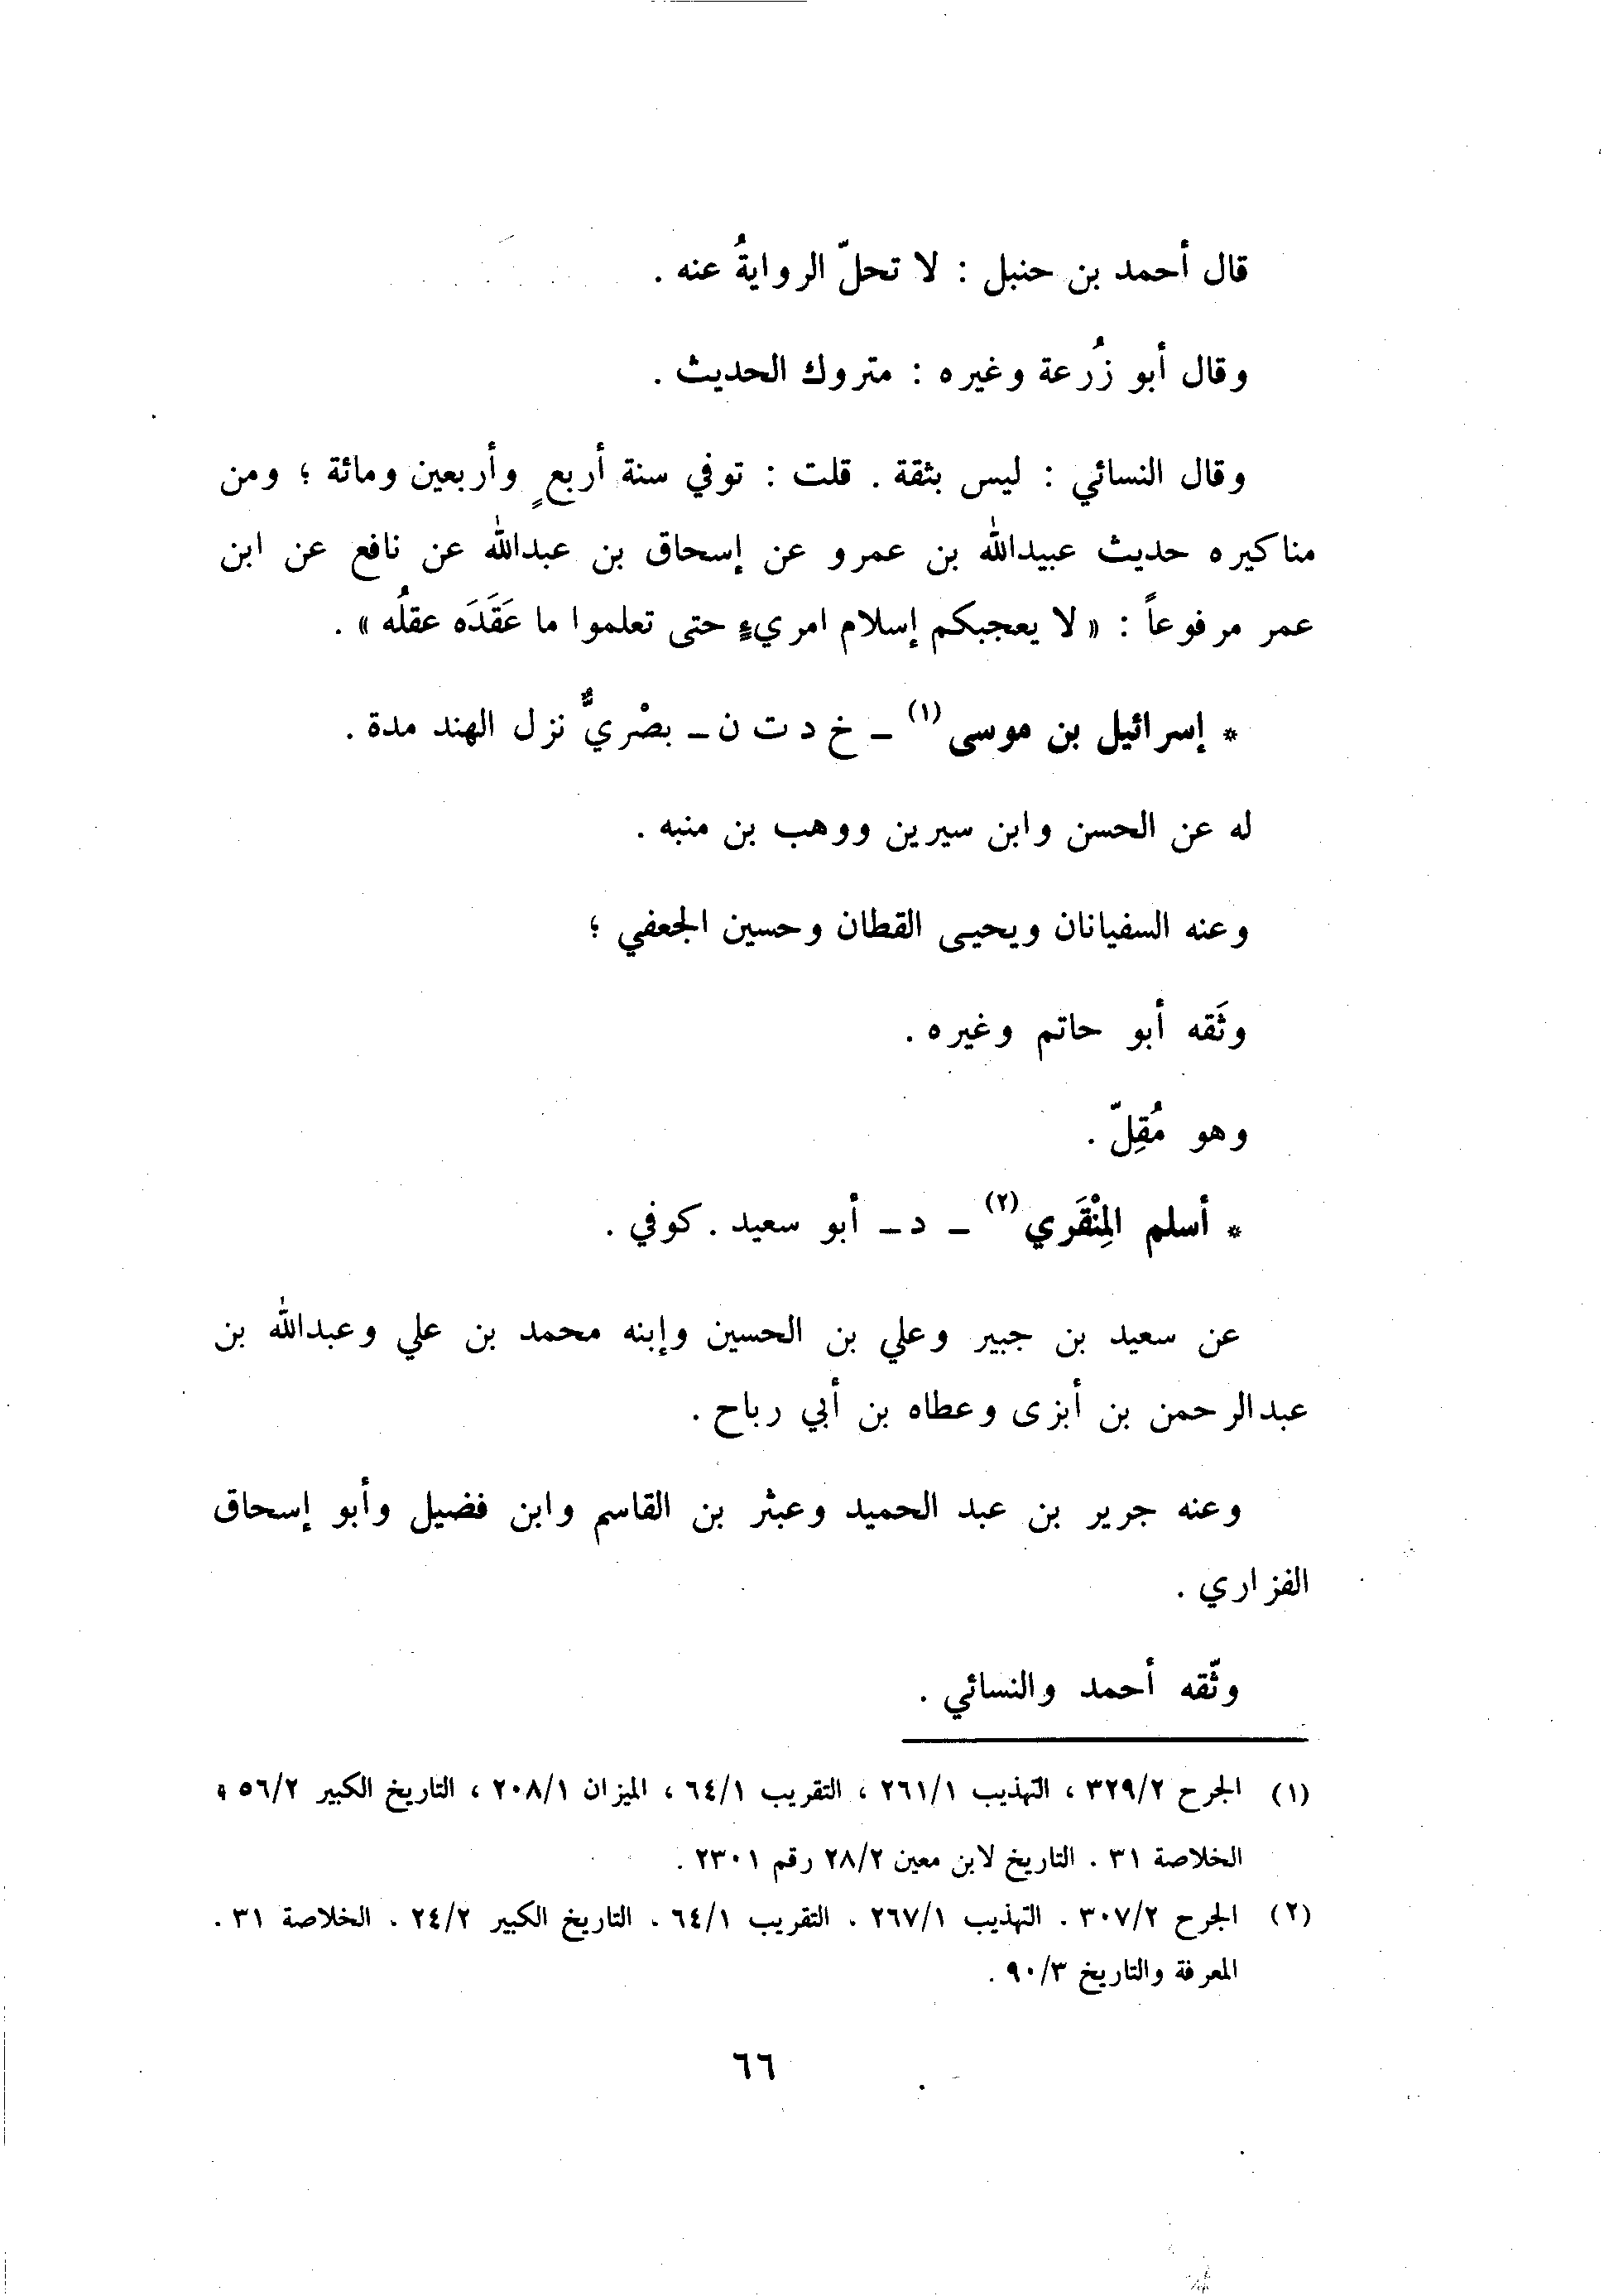 قال أحمد بن حنبل : لا تحلّ الروايةُ عنه .
وقال أبو زُرعة وغيره : متروك الحديث .
وقال النسائي : ليس بثقة . قلت : توفي سنة أربعٍ وأربعين ومائة ؛ ومن
مناكيره حديث عبيدالله بن عمرو عن إسحاق بن عبدالله عن نافع عن ابن
عمر مرفوعاً : « لا يعجبكم إسلام امريءٍ حتى تعلموا ما عَقَدَه عقلُه » .
* إسرائيل بن موسى (١) ـ خ د ت ن ـ بصْريٌّ نزل الهند مدة .
له عن الحسن وابن سيرين ووهب بن منبه .
وعنه السفيانان ويحيى القطان وحسين الجعفي ؛
وثَقه أبو حاتم وغيره .
وهو مُقِلّ .
* أسلم المِنْقَري (٢) ـ د ـ أبو سعيد . كوفي .
عن سعيد بن جبير وعلي بن الحسين وإبنه محمد بن علي وعبدالله بن
عبدالرحمن بن أبزى وعطاه بن أبي رباح .
وعنه جرير بن عبد الحميد وعبثر بن القاسم وابن فضيل وأبو إسحاق
الفزاري .
وثّقه أحمد والنسائي .
(١) الجرح ٣٢٩/٢ ، التهذيب ٢٦١/١ ، التقريب ٦٤/١ ، الميزان ٢٠٨/١ ، التاريخ الكبير ٥٦/٢ ،
الخلاصة ٣١ . التاريخ لابن معين ٢٨/٢ رقم ٢٣٠١ .
(٢) الجرح ٣٠٧/٢ . التهذيب ٢٦٧/١ . التقريب ٦٤/١ . التاريخ الكبير ٢٤/٢ . الخلاصة ٣١ .
المعرفة والتاريخ ٩٠/٣ .
٦٦